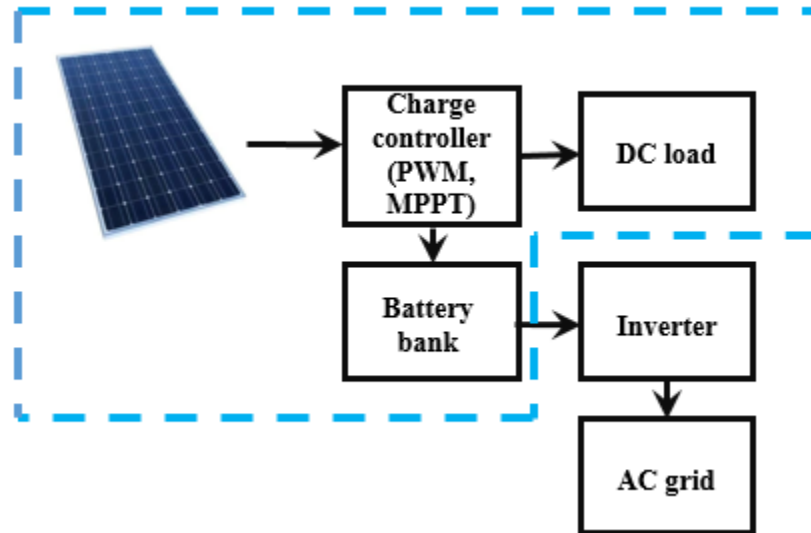 Charge
controller
(PWM,
MPPT)
DC load
Battery
bank
Inverter
AC grid